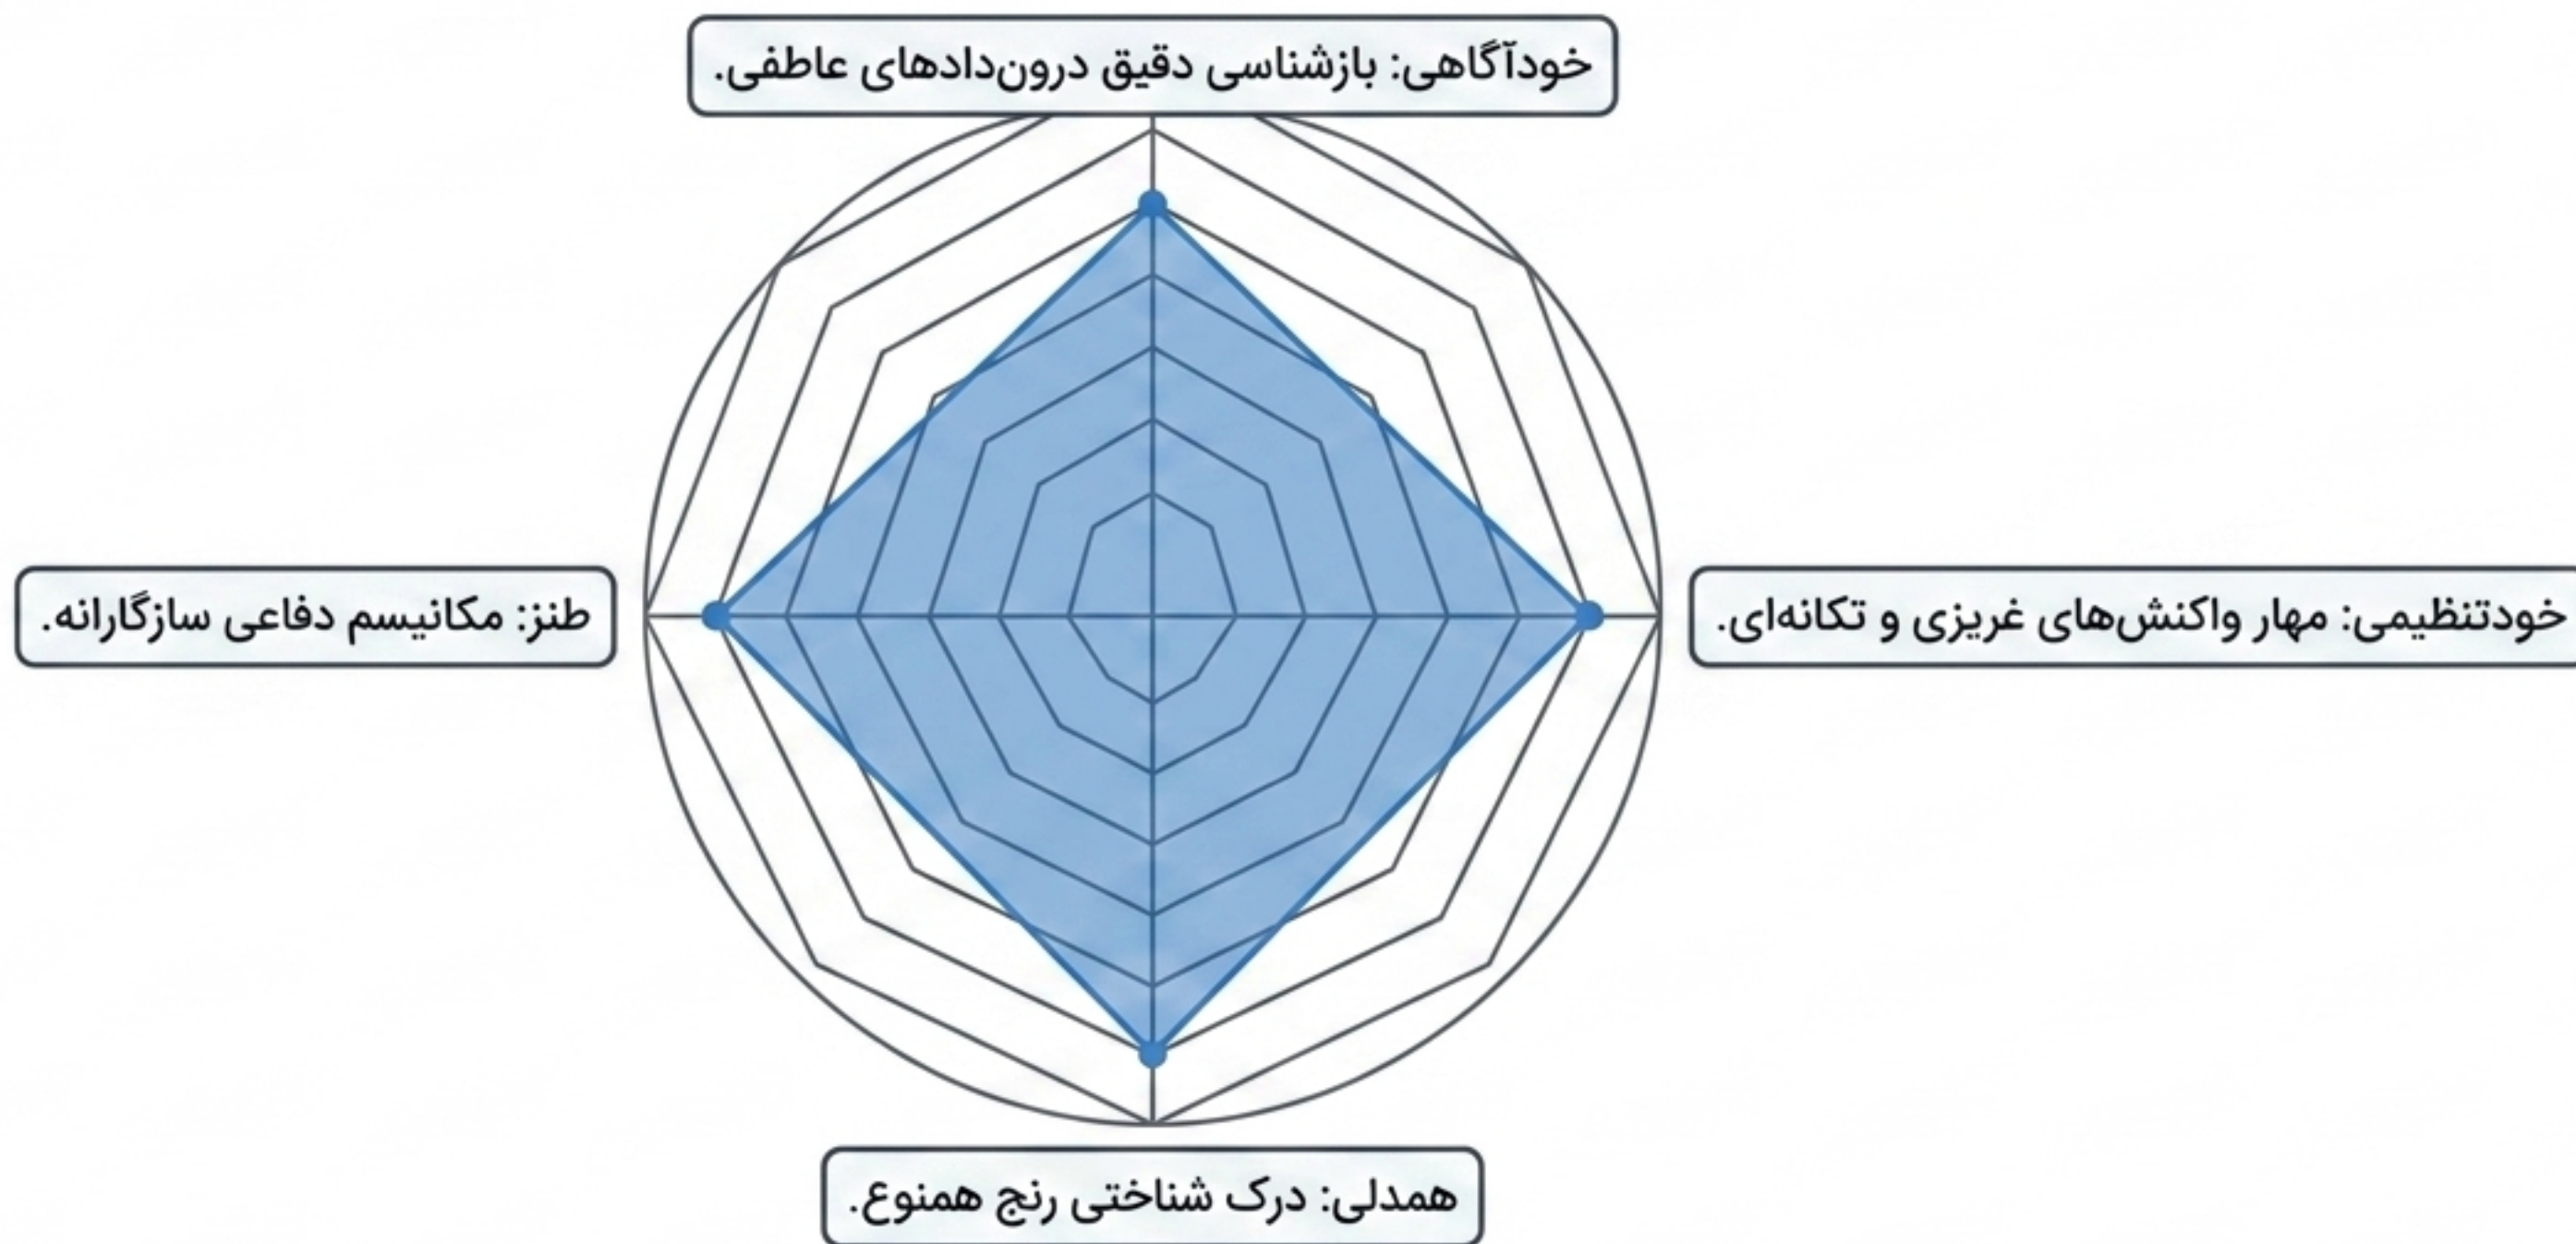 خودآگاهی: بازشناسی دقیق درون‌دادهای عاطفی.
خودتنظیمی: مهار واکنش‌های غریزی و تکانه‌ای.
طنز: مکانیسم دفاعی سازگارانه.
همدلی: درک شناختی رنج همنوع.